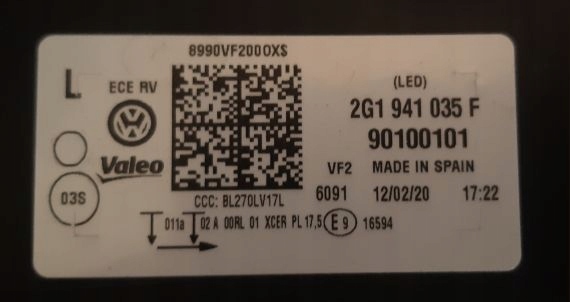 8990VF2000X$
L
ECE RV
(LED)
2G1 941 035 F
90100101
Valeo
VF2 MADE IN SPAIN
03S
CCC: BL270LV17L
6091 12/02/20 17:22
011a 02 A 00RL 01 XCER PL 17,5 E9 16594